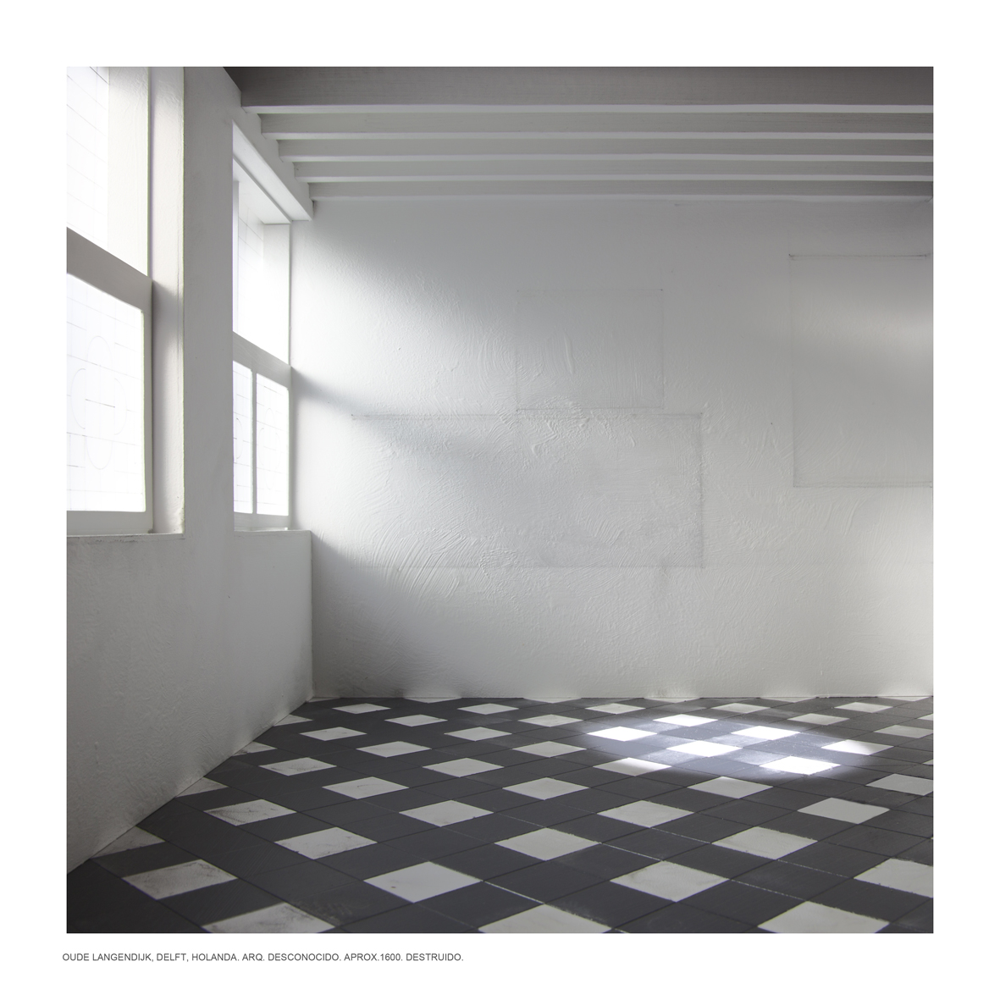 OUDE LANGENDIJK, DELFT, HOLANDA. ARQ. DESCONOCIDO. APROX.1600. DESTRUIDO.